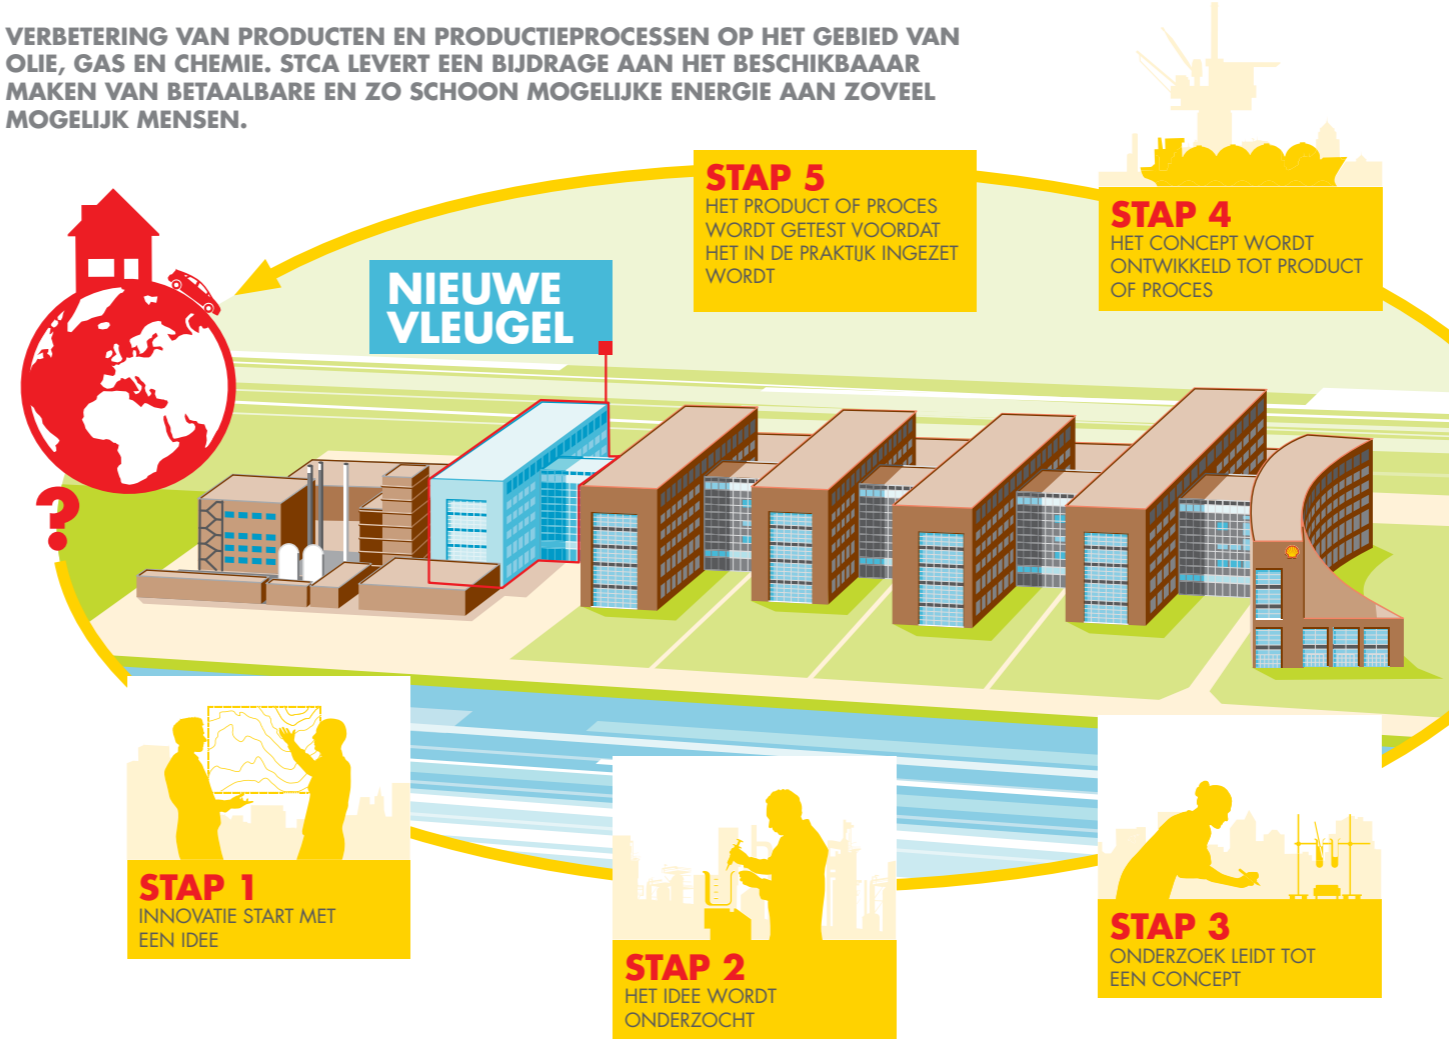 VERBETERING VAN PRODUCTEN EN PRODUCTIEPROCESSEN OP HET GEBIED VAN
OLIE, GAS EN CHEMIE. STCA LEVERT EEN BIJDRAGE AAN HET BESCHIKBAAAR
MAKEN VAN BETAALBARE EN ZO SCHOON MOGELIJKE ENERGIE AAN ZOVEEL
MOGELIJK MENSEN.
STAP 5
HET PRODUCT OF PROCES
WORDT GETEST VOORDAT
HET IN DE PRAKTIJK INGEZET
WORDT
STAP 4
HET CONCEPT WORDT
ONTWIKKELD TOT PRODUCT
OF PROCES
NIEUWE
VLEUGEL
?
STAP 1
INNOVATIE START MET
EEN IDEE
STAP 2
HET IDEE WORDT
ONDERZOCHT
STAP 3
ONDERZOEK LEIDT TOT
EEN CONCEPT